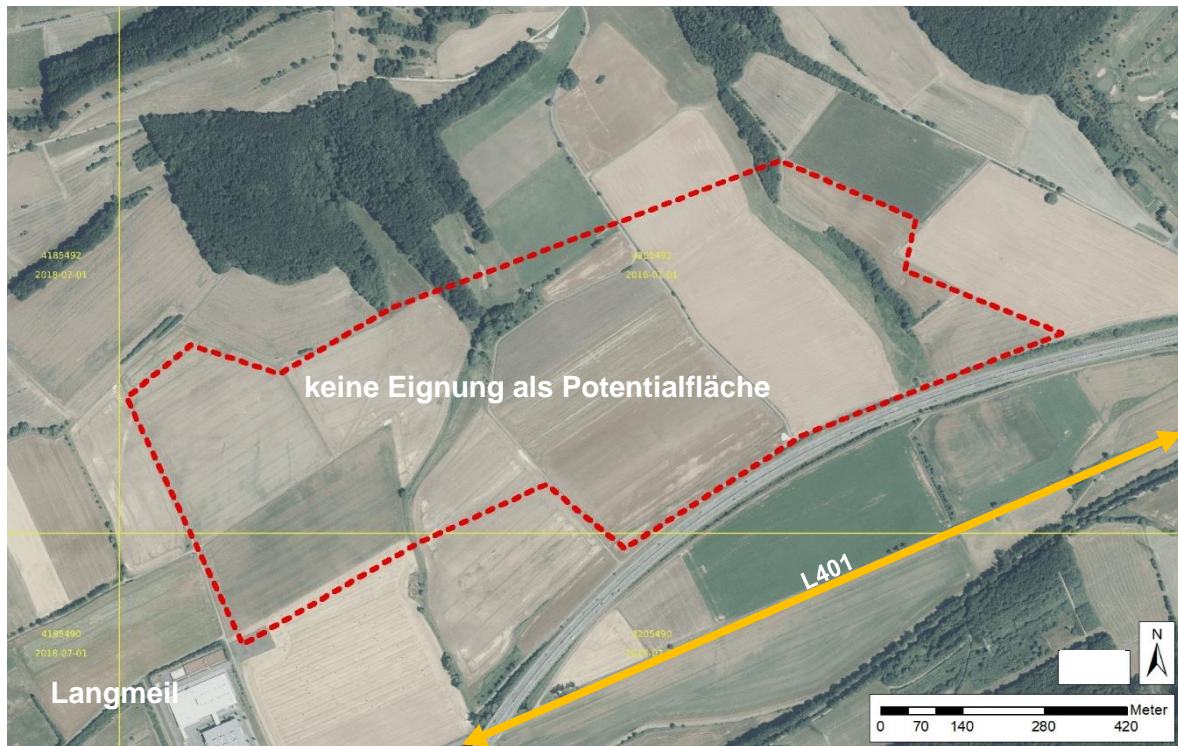 4185492
2018-07-01
4205492
2018-07-01
keine Eignung als Potentialfläche
L401
4185490
2018-07-01
4205490
Langmeil
N
Meter
0 70 140 280 420